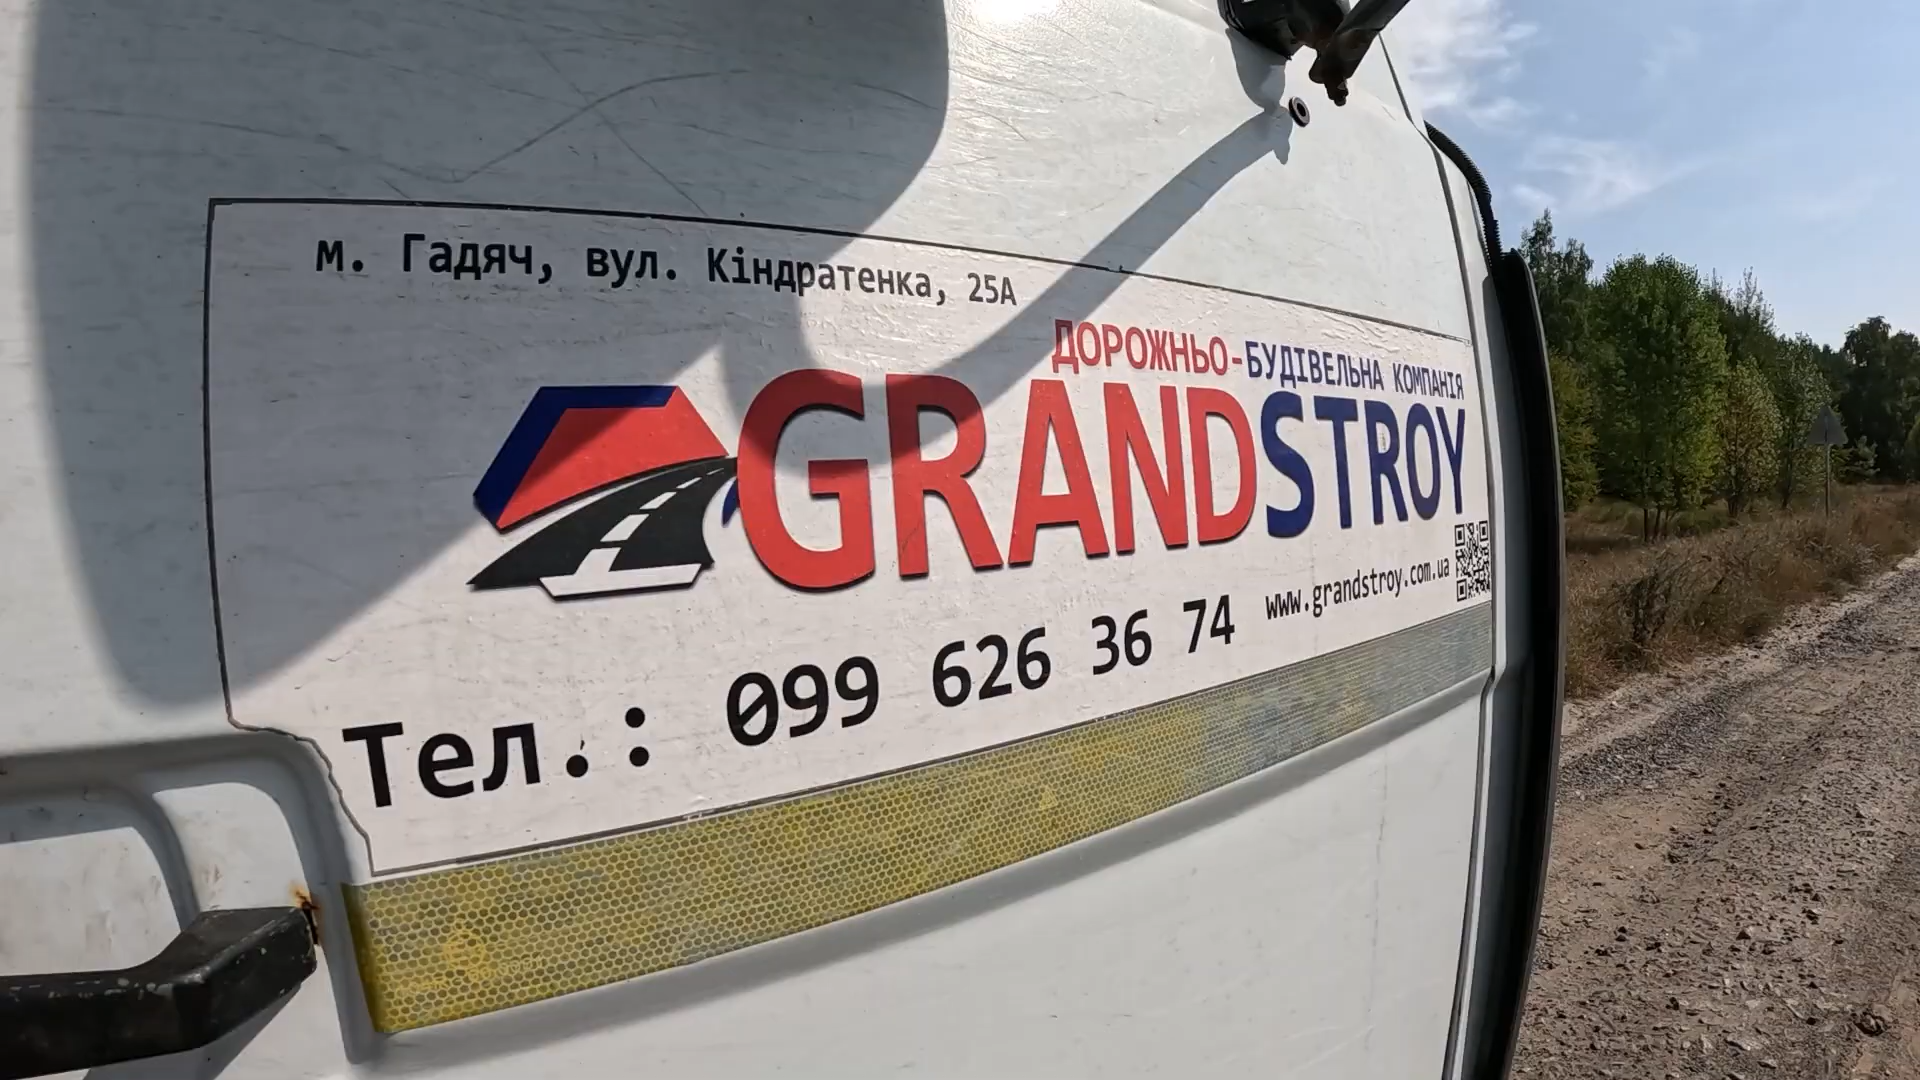 м. Гадяч, вул. Кіндратенка, 25А
ДОРОЖНЬО-БУДІВЕЛЬНА КОМПАНІЯ
GRANDSTROY
www.grandstroy.com.ua
Тел.: 099 626 36 74